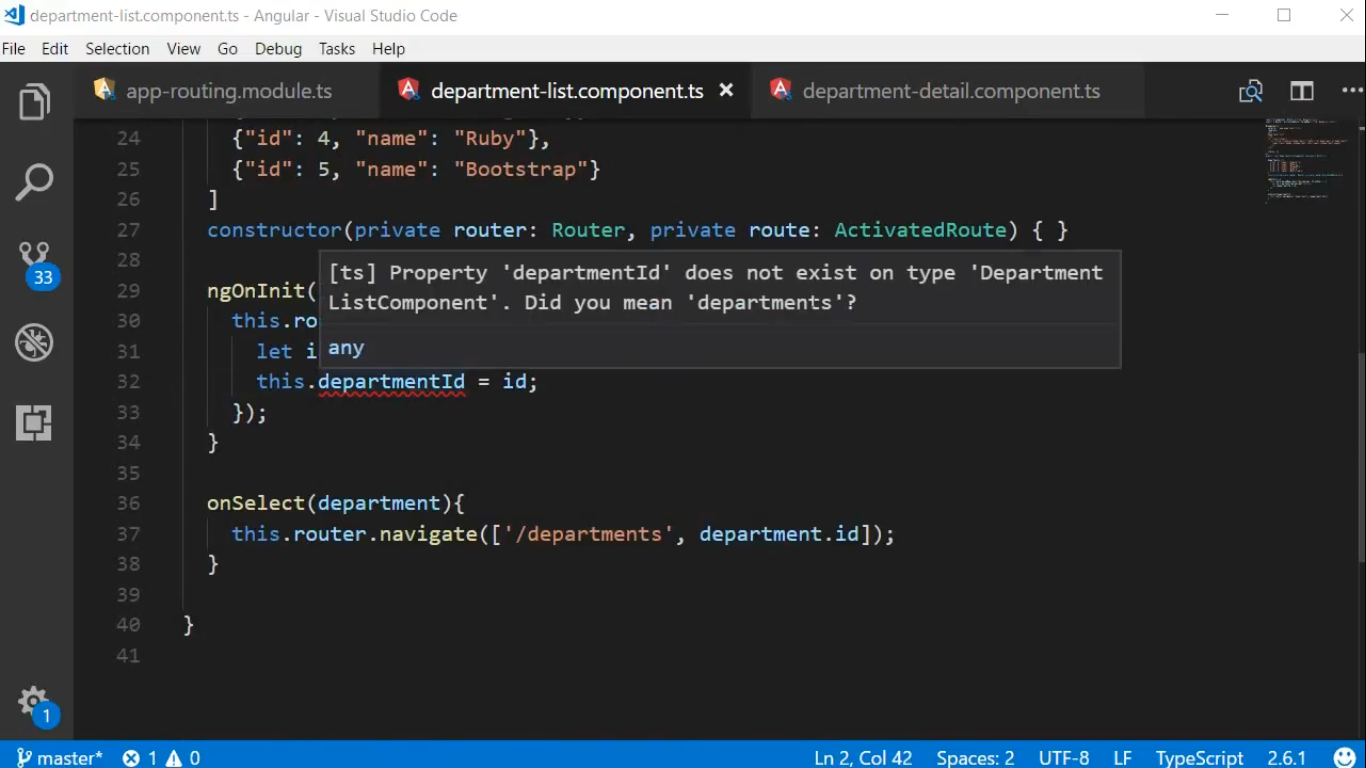 department-list.component.ts - Angular - Visual Studio Code
File Edit Selection View Go Debug Tasks Help
app-routing.module.ts department-list.component.ts department-detail.component.ts
24 {"id": 4, "name": "Ruby"},
25 {"id": 5, "name": "Bootstrap"}
26 ]
27 constructor(private router: Router, private route: ActivatedRoute) { }
28
[ts] Property 'departmentId' does not exist on type 'Department
29 ngOnInit(
ListComponent'. Did you mean 'departments'?
30 this.ro
31 let i
any
32 this.departmentId = id;
33 });
34 }
35
36 onSelect(department){
37 this.router.navigate(['/departments', department.id]);
38 }
39
40 }
41
33
1
master* 1 0 Ln 2, Col 42 Spaces: 2 UTF-8 LF TypeScript 2.6.1